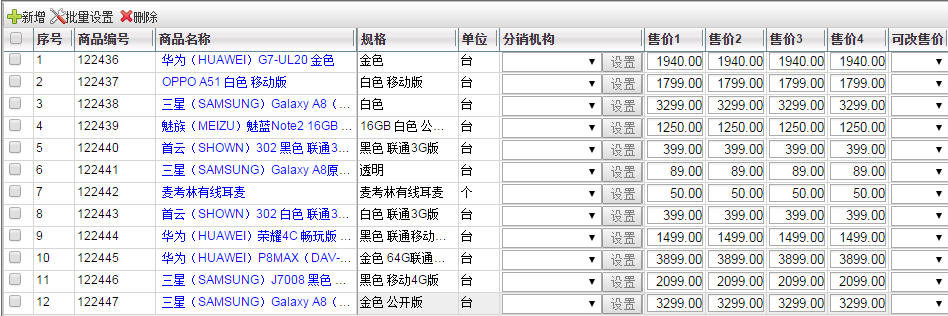 新增 批量设置 删除
序号 商品编号 商品名称 规格 单位 分销机构 售价1 售价2 售价3 售价4 可改售价
1 122436 华为（HUAWEI）G7-UL20 金色 金色 台 设置 1940.00 1940.00 1940.00 1940.00
2 122437 OPPO A51 白色 移动版 白色 移动版 台 设置 1799.00 1799.00 1799.00 1799.00
3 122438 三星（SAMSUNG）Galaxy A8（... 白色 台 设置 3299.00 3299.00 3299.00 3299.00
4 122439 魅族（MEIZU）魅蓝Note2 16GB ... 16GB 白色 公... 台 设置 1250.00 1250.00 1250.00 1250.00
5 122440 首云（SHOWN）302 黑色 联通3... 黑色 联通3G版 台 设置 399.00 399.00 399.00 399.00
6 122441 三星（SAMSUNG）Galaxy A8原... 透明 台 设置 89.00 89.00 89.00 89.00
7 122442 麦考林有线耳麦 麦考林有线耳麦 个 设置 50.00 50.00 50.00 50.00
8 122443 首云（SHOWN）302 白色 联通3... 白色 联通3G版 台 设置 399.00 399.00 399.00 399.00
9 122444 华为（HUAWEI）荣耀4C 畅玩版 ... 黑色 联通移动... 台 设置 1499.00 1499.00 1499.00 1499.00
10 122445 华为（HUAWEI）P8MAX（DAV-... 金色 64G联通... 台 设置 3899.00 3899.00 3899.00 3899.00
11 122446 三星（SAMSUNG）J7008 黑色 ... 黑色 移动4G版 台 设置 2099.00 2099.00 2099.00 2099.00
12 122447 三星（SAMSUNG）Galaxy A8（... 金色 公开版 台 设置 3299.00 3299.00 3299.00 3299.00